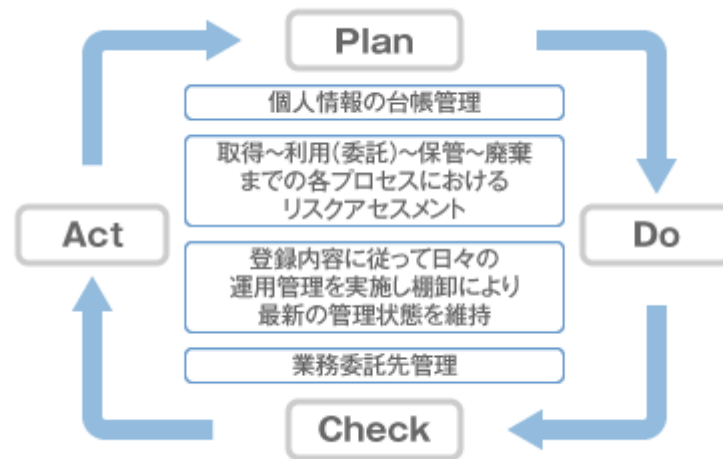 Plan
個人情報の台帳管理
取得～利用(委託)～保管～廃棄
までの各プロセスにおける
リスクアセスメント
Act
Do
登録内容に従って日々の
運用管理を実施し棚卸により
最新の管理状態を維持
業務委託先管理
Check